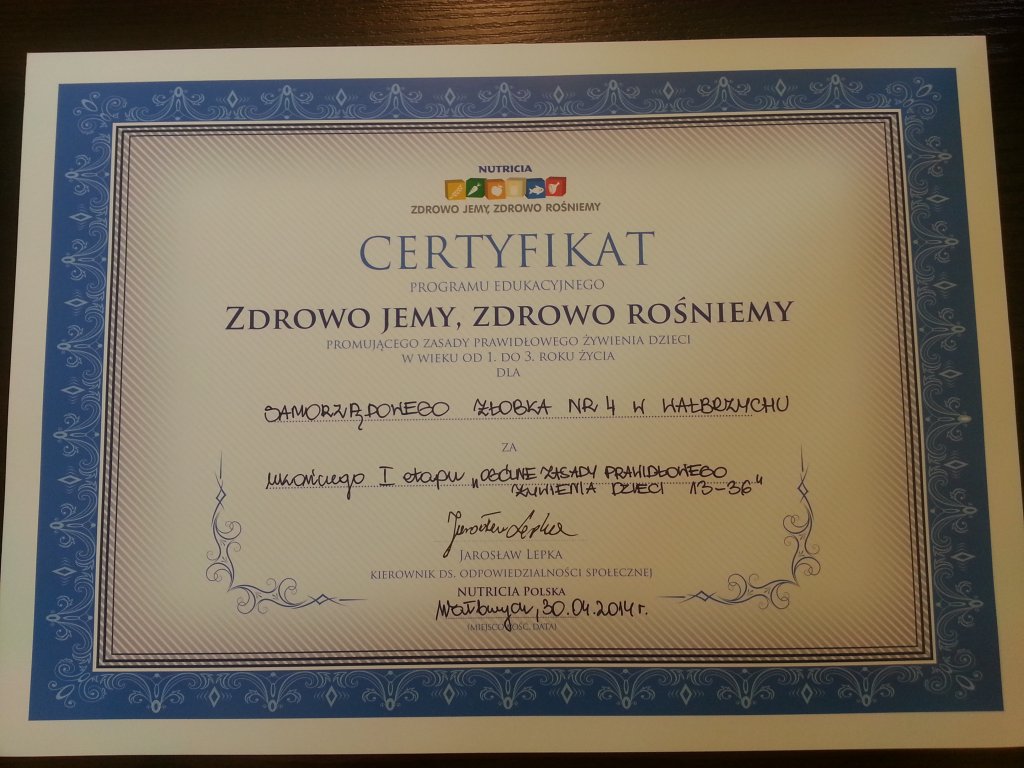 NUTRICIA
ZDROWO JEMY, ZDROWO ROŚNIEMY
CERTYFIKAT
PROGRAMU EDUKACYJNEGO
ZDROWO JEMY, ZDROWO ROŚNIEMY
PROMUJĄCEGO ZASADY PRAWIDŁOWEGO ŻYWIENIA DZIECI
W WIEKU OD 1. DO 3. ROKU ŻYCIA
DLA
SAMORZĄDOWEGO ŻŁOBKA NR 4 W WAŁBRZYCHU
ZA
I etapu „OGÓLNE ZASADY PRAWIDŁOWEGO
ŻYWIENIA DZIECI 13-36"
Jarosław Lepka
JAROSŁAW LEPKA
KIEROWNIK DS. ODPOWIEDZIALNOŚCI SPOŁECZNEJ
NUTRICIA POLSKA
Wałbrzych, 30.04.2014 r.
(MIEJSCOWOŚĆ, DATA)